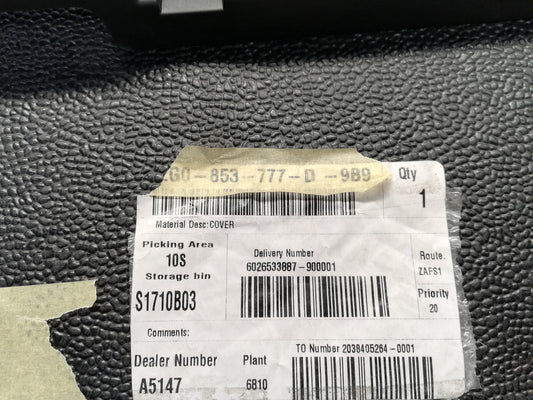 G0-853-777-D -9B9
Qty
1
Material Desc:COVER
Picking Area
10S
Storage bin
S1710B03
Delivery Number
6026533887-900001
Route.
ZAFS1
Priority
20
Comments:
Dealer Number
A5147
Plant
6810
TO Number 2038405264-0001